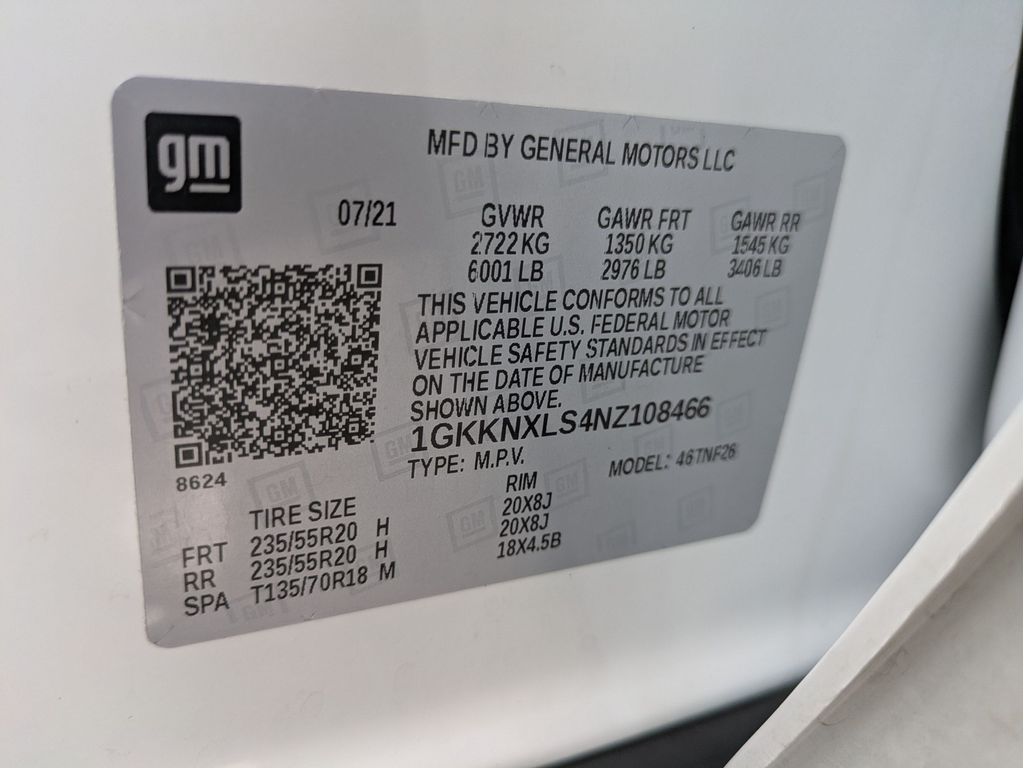 gm
MFD BY GENERAL MOTORS LLC
07/21 GVWR GAWR FRT GAWR RR
2722 KG 1350 KG 1545 KG
6001 LB 2976 LB 3406 LB
THIS VEHICLE CONFORMS TO ALL
APPLICABLE U.S. FEDERAL MOTOR
VEHICLE SAFETY STANDARDS IN EFFECT
ON THE DATE OF MANUFACTURE
SHOWN ABOVE.
1GKKNXLS4NZ108466
TYPE: M.P.V. MODEL: 46TNF26
8624
TIRE SIZE RIM
FRT 235/55R20 H 20X8J
RR 235/55R20 H 20X8J
SPA T135/70R18 M 18X4.5B